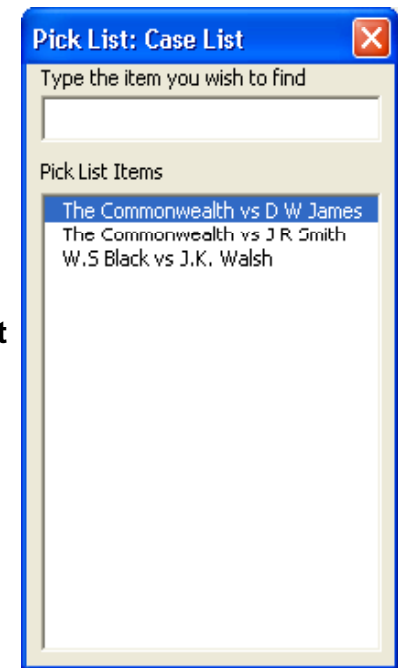 Pick List: Case List
Type the item you wish to find
Pick List Items
The Commonwealth vs D W James
The Commonwealth vs J R Smith
W.S Black vs J.K. Walsh
t